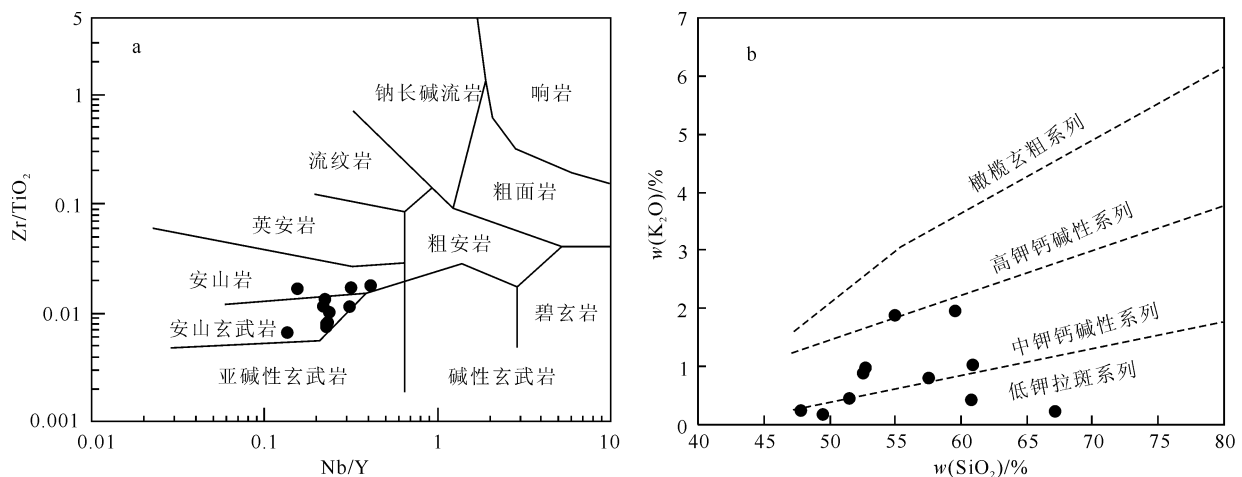 a
5
1
0.1
0.01
0.001
Zr/TiO₂
钠长碱流岩
响岩
流纹岩
粗面岩
英安岩
粗安岩
安山岩
碧玄岩
安山玄武岩
亚碱性玄武岩
碱性玄武岩
0.01
0.1
1
10
Nb/Y
b
7
6
5
4
3
2
1
0
w(K₂O)/%
橄榄玄粗系列
高钾钙碱性系列
中钾钙碱性系列
低钾拉斑系列
40
45
50
55
60
65
70
75
80
w(SiO₂)/%